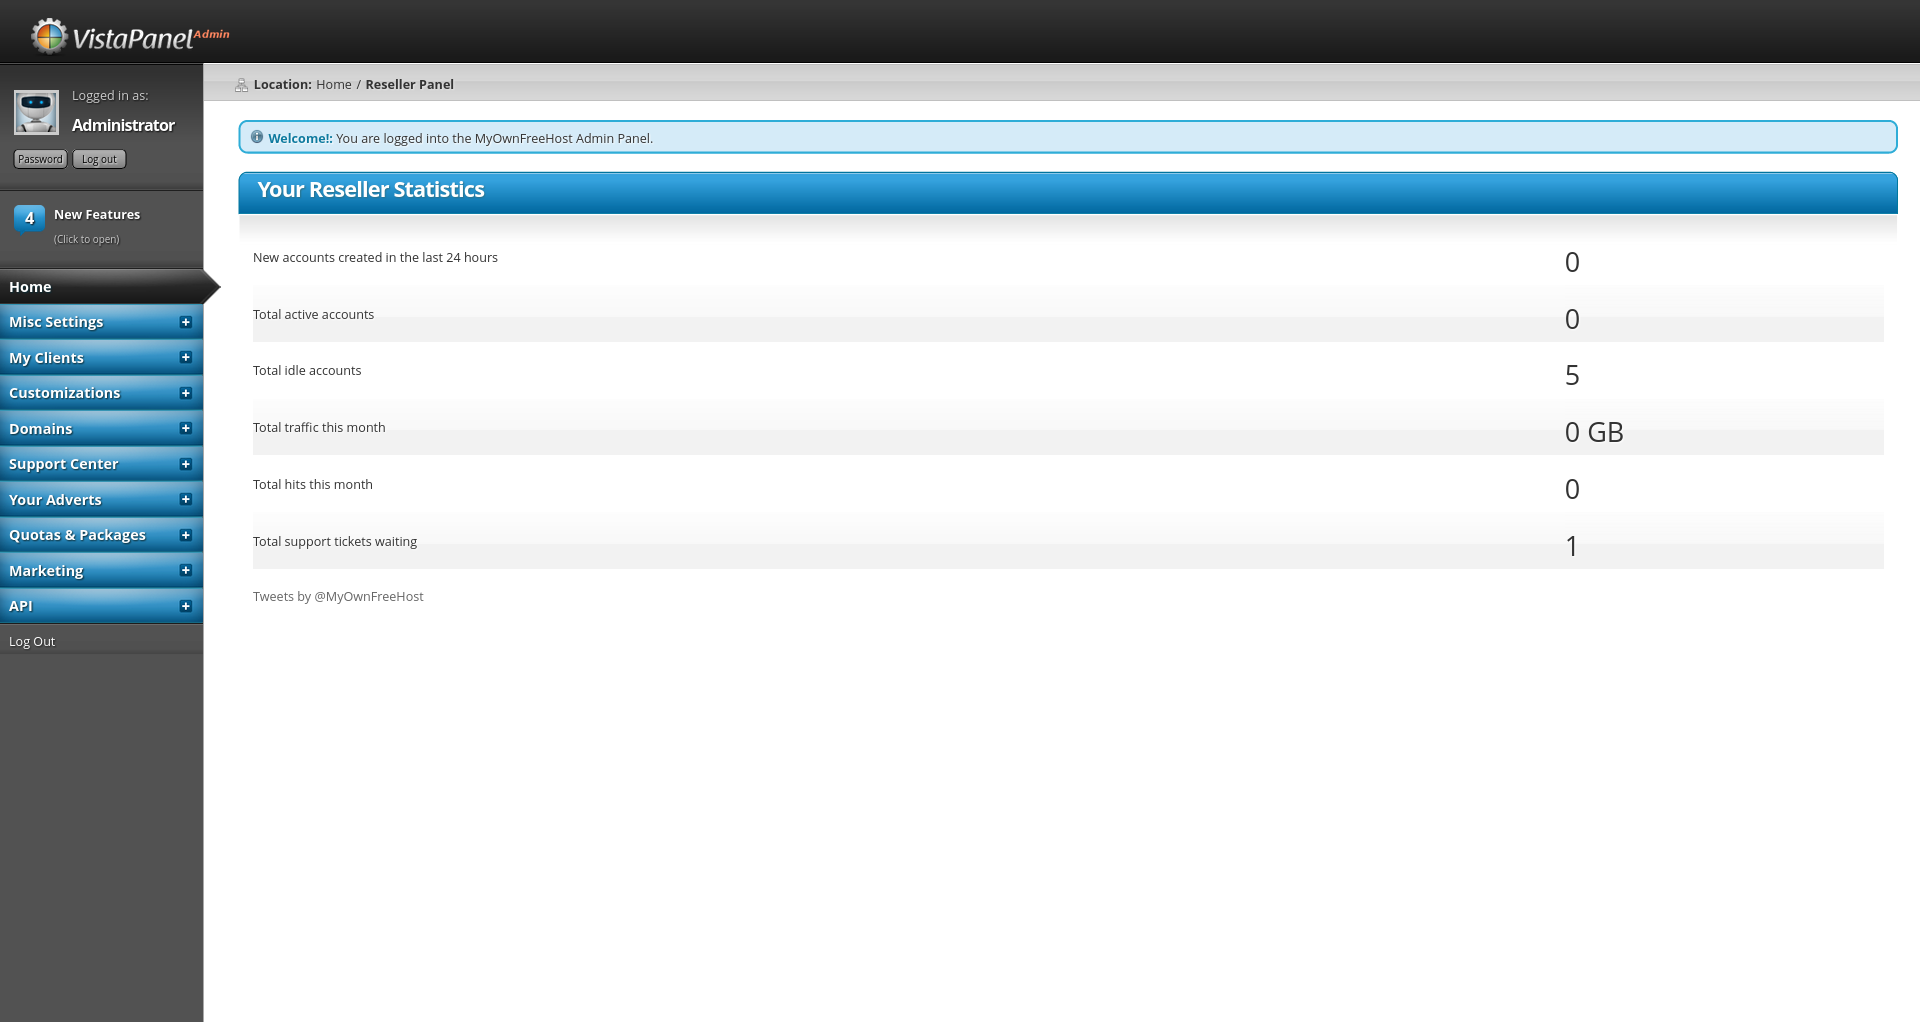 VistaPanel Admin
Logged in as:
Administrator
Password Log out
4 New Features
(Click to open)
Home
Misc Settings
My Clients
Customizations
Domains
Support Center
Your Adverts
Quotas & Packages
Marketing
API
Log Out
Location: Home / Reseller Panel
Welcome!: You are logged into the MyOwnFreeHost Admin Panel.
Your Reseller Statistics
New accounts created in the last 24 hours 0
Total active accounts 0
Total idle accounts 5
Total traffic this month 0 GB
Total hits this month 0
Total support tickets waiting 1
Tweets by @MyOwnFreeHost